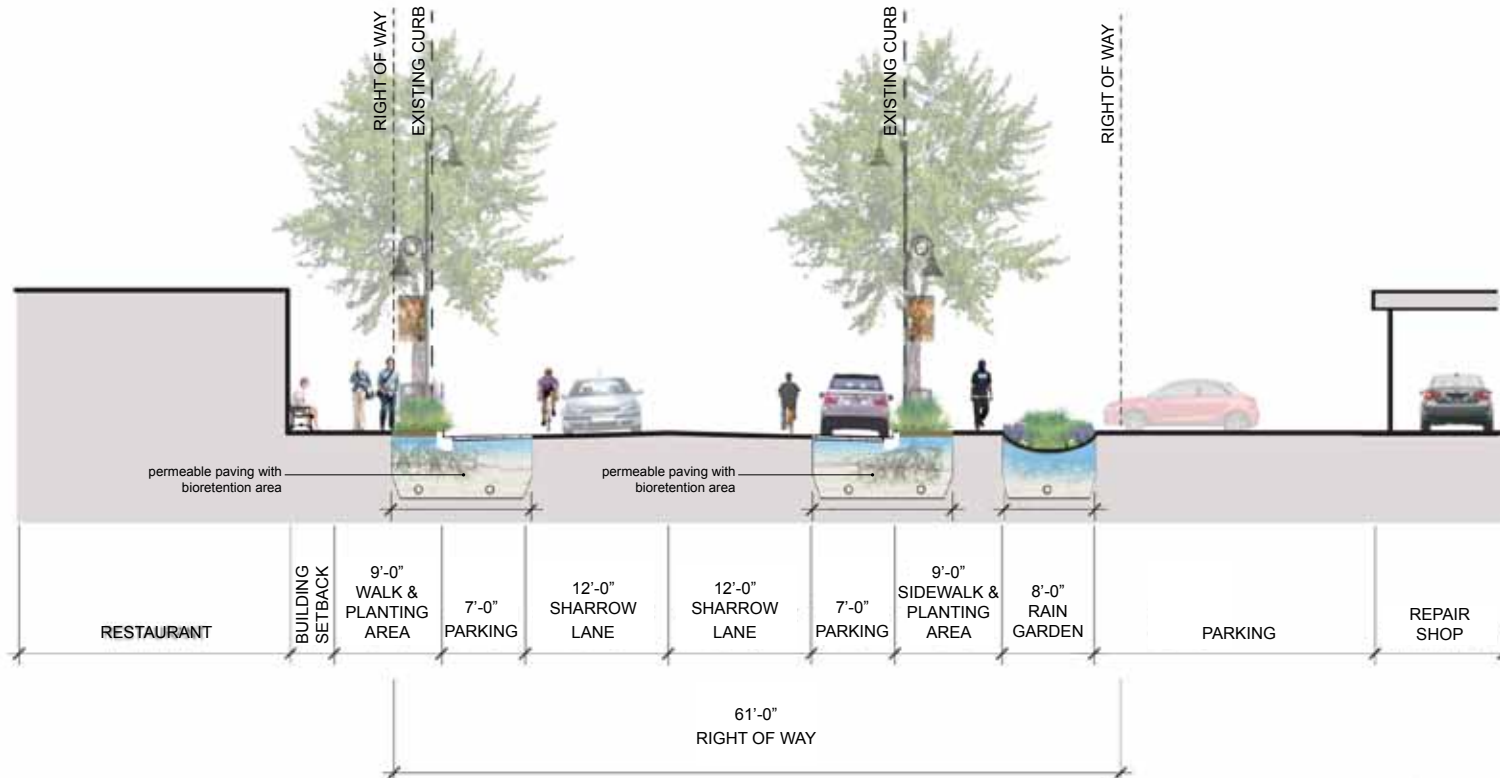 RIGHT OF WAY
EXISTING CURB
EXISTING CURB
RIGHT OF WAY
permeable paving with
bioretention area
permeable paving with
bioretention area
RESTAURANT
BUILDING
SETBACK
9'-0"
WALK &
PLANTING
AREA
7'-0"
PARKING
12'-0"
SHARROW
LANE
12'-0"
SHARROW
LANE
7'-0"
PARKING
9'-0"
SIDEWALK &
PLANTING
AREA
8'-0"
RAIN
GARDEN
PARKING
REPAIR
SHOP
61'-0"
RIGHT OF WAY